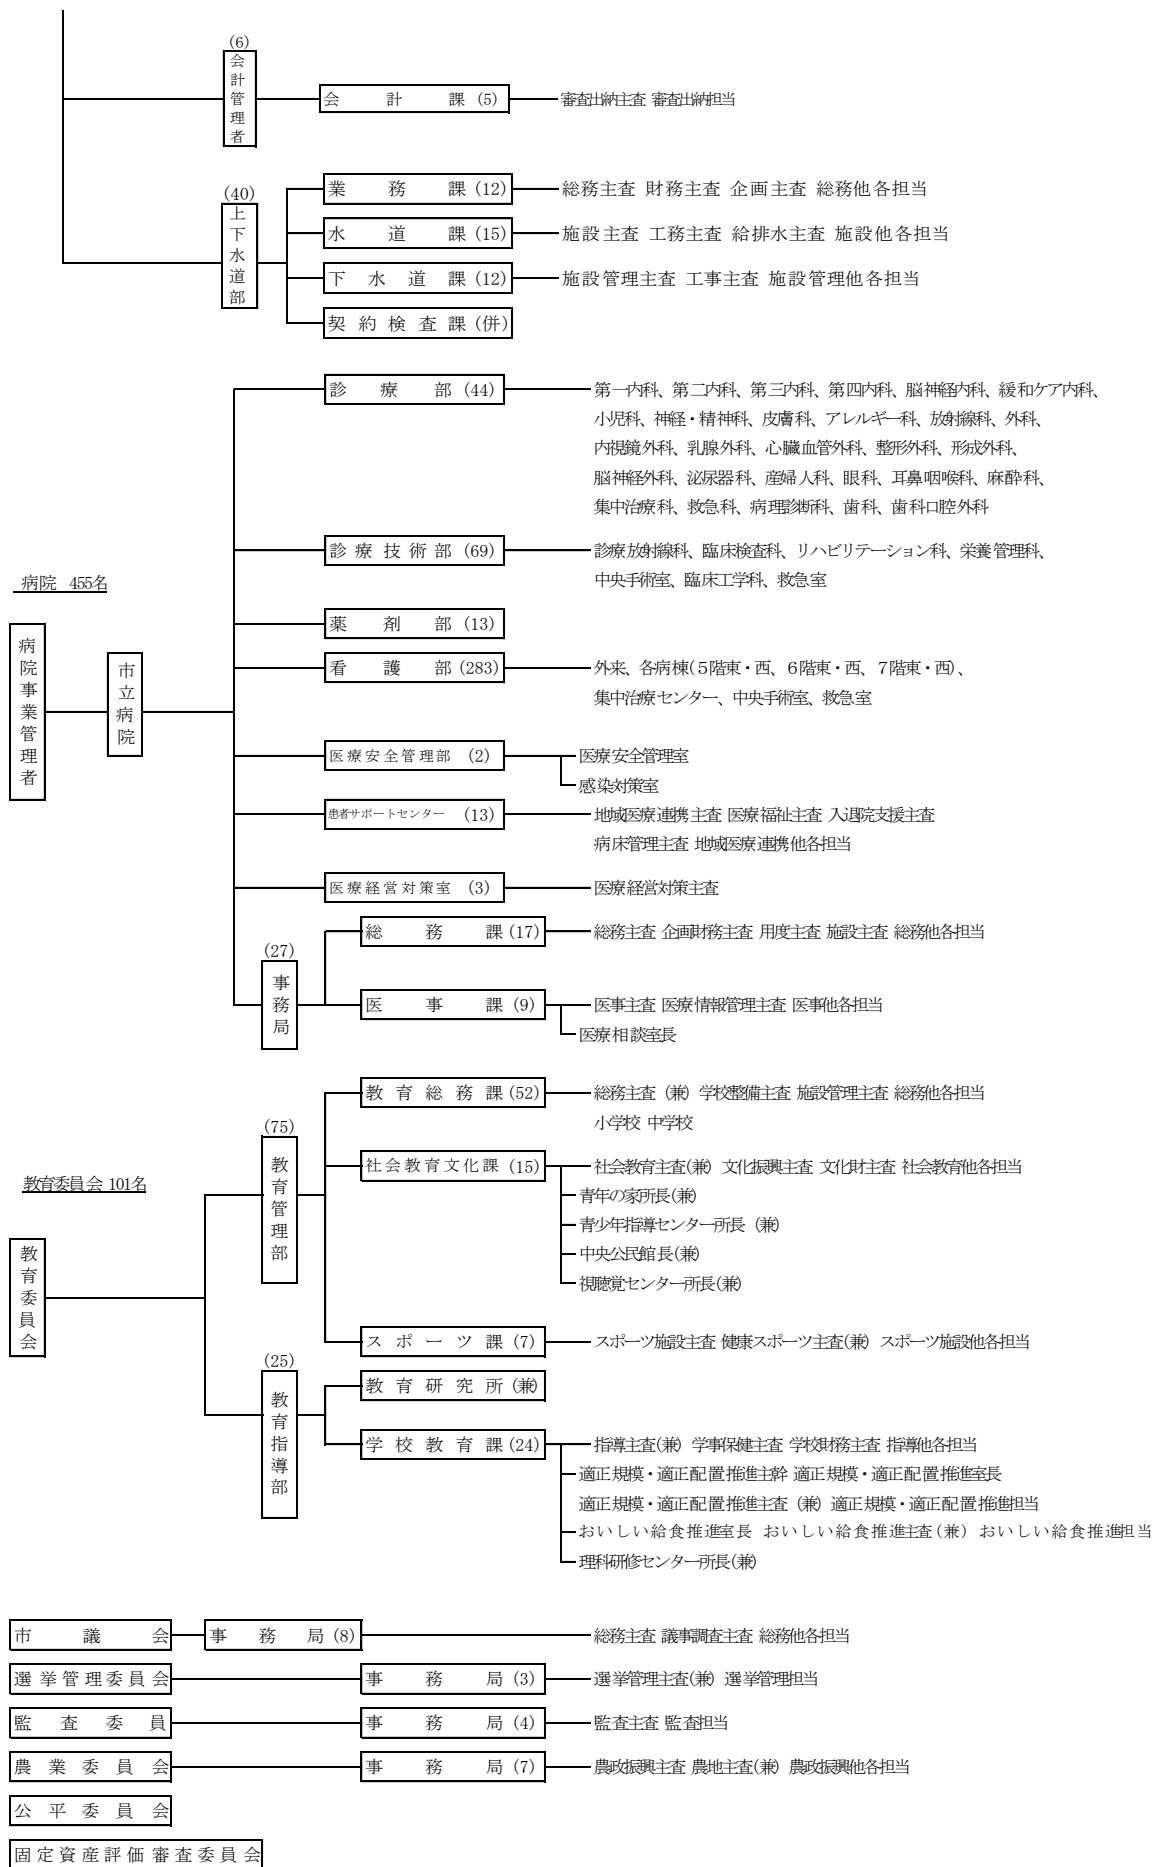 (6)
会計管理者
会計課 (5)
審査出納主査 審査出納担当
(40)
上下水道部
業務課 (12)
総務主査 財務主査 企画主査 総務他各担当
水道課 (15)
施設主査 工務主査 給排水主査 施設他各担当
下水道課 (12)
施設管理主査 工事主査 施設管理他各担当
契約検査課 (併)
病院 455名
病院事業管理者
市立病院
診療部 (44)
第一内科、第二内科、第三内科、第四内科、脳神経内科、緩和ケア内科、
小児科、神経・精神科、皮膚科、アレルギー科、放射線科、外科、
内視鏡外科、乳腺外科、心臓血管外科、整形外科、形成外科、
脳神経外科、泌尿器科、産婦人科、眼科、耳鼻咽喉科、麻酔科、
集中治療科、救急科、病理診断科、歯科、歯科口腔外科
診療技術部 (69)
診療放射線科、臨床検査科、リハビリテーション科、栄養管理科、
中央手術室、臨床工学科、救急室
薬剤部 (13)
看護部 (283)
外来、各病棟(5階東・西、6階東・西、7階東・西)、
集中治療センター、中央手術室、救急室
医療安全管理部 (2)
医療安全管理室
感染対策室
患者サポートセンター (13)
地域医療連携主査 医療福祉主査 入退院支援主査
病床管理主査 地域医療連携他各担当
医療経営対策室 (3)
医療経営対策主査
(27)
事務局
総務課 (17)
総務主査 企画財務主査 用度主査 施設主査 総務他各担当
医事課 (9)
医事主査 医療情報管理主査 医事他各担当
医療相談室長
教育委員会 101名
教育委員会
(75)
教育管理部
教育総務課 (52)
総務主査 (兼) 学校整備主査 施設管理主査 総務他各担当
小学校 中学校
社会教育文化課 (15)
社会教育主査(兼) 文化振興主査 文化財主査 社会教育他各担当
青年の家所長(兼)
青少年指導センター所長 (兼)
中央公民館長(兼)
視聴覚センター所長(兼)
スポーツ課 (7)
スポーツ施設主査 健康スポーツ主査(兼) スポーツ施設他各担当
(25)
教育指導部
教育研究所 (兼)
学校教育課 (24)
指導主査(兼) 学事保健主査 学校財務主査 指導他各担当
適正規模・適正配置推進主幹 適正規模・適正配置推進室長
適正規模・適正配置推進主査 (兼) 適正規模・適正配置推進担当
おいしい給食推進室長 おいしい給食推進主査(兼) おいしい給食推進担当
理科研修センター所長(兼)
市議会
事務局 (8)
総務主査 議事調査主査 総務他各担当
選挙管理委員会
事務局 (3)
選挙管理主査(兼) 選挙管理担当
監査委員
事務局 (4)
監査主査 監査担当
農業委員会
事務局 (7)
農政振興主査 農地主査(兼) 農政振興他各担当
公平委員会
固定資産評価審査委員会